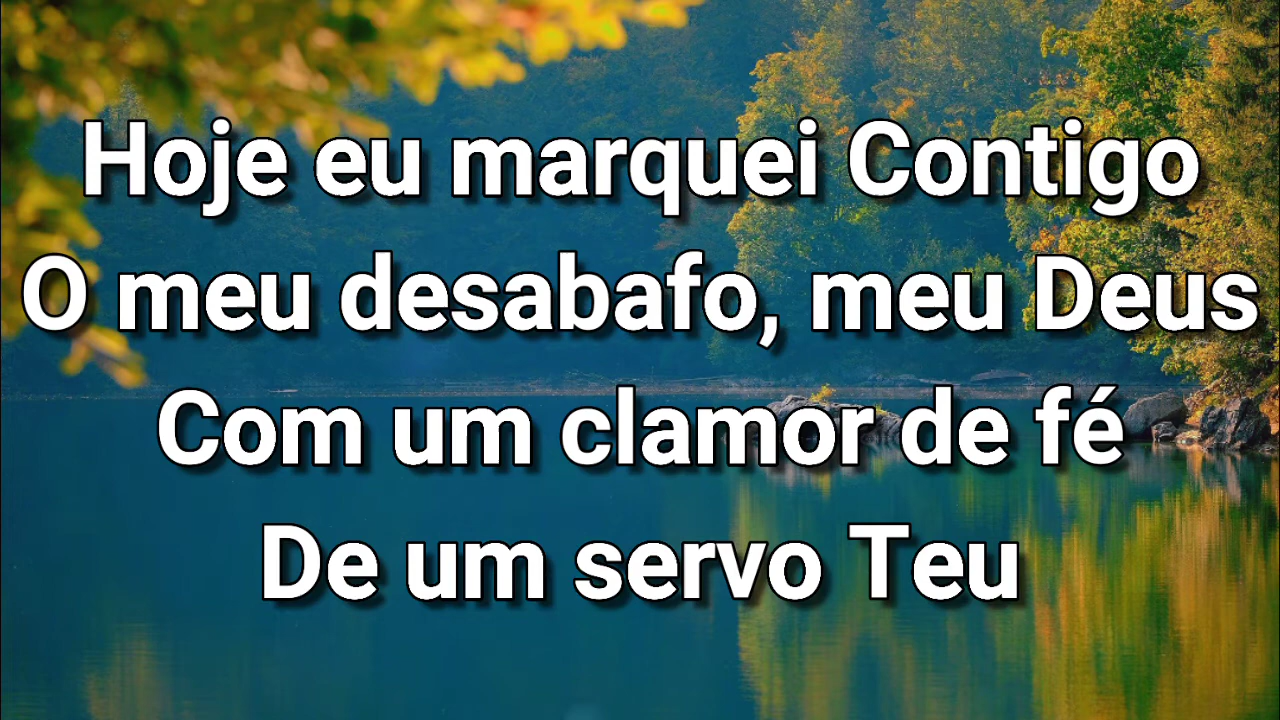 Hoje eu marquei Contigo
O meu desabafo, meu Deus
Com um clamor de fé
De um servo Teu